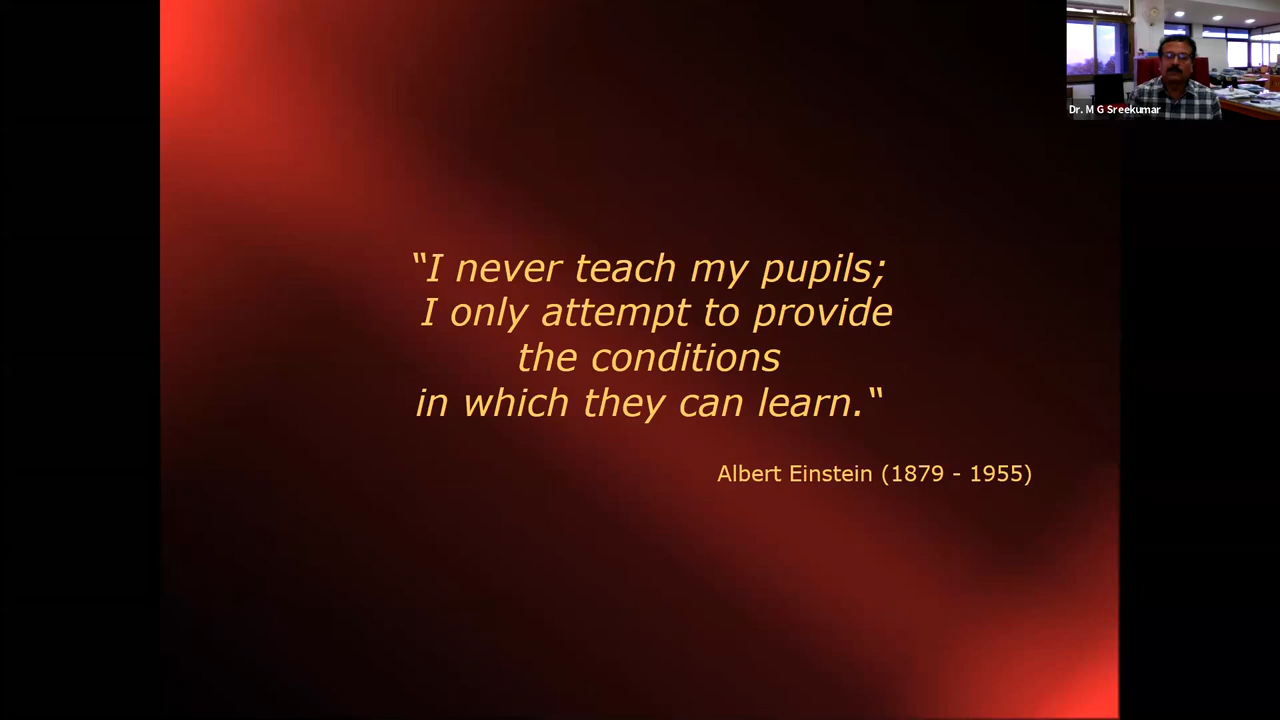 Dr. M G Sreekumar
“I never teach my pupils;
I only attempt to provide
the conditions
in which they can learn.“
Albert Einstein (1879 - 1955)